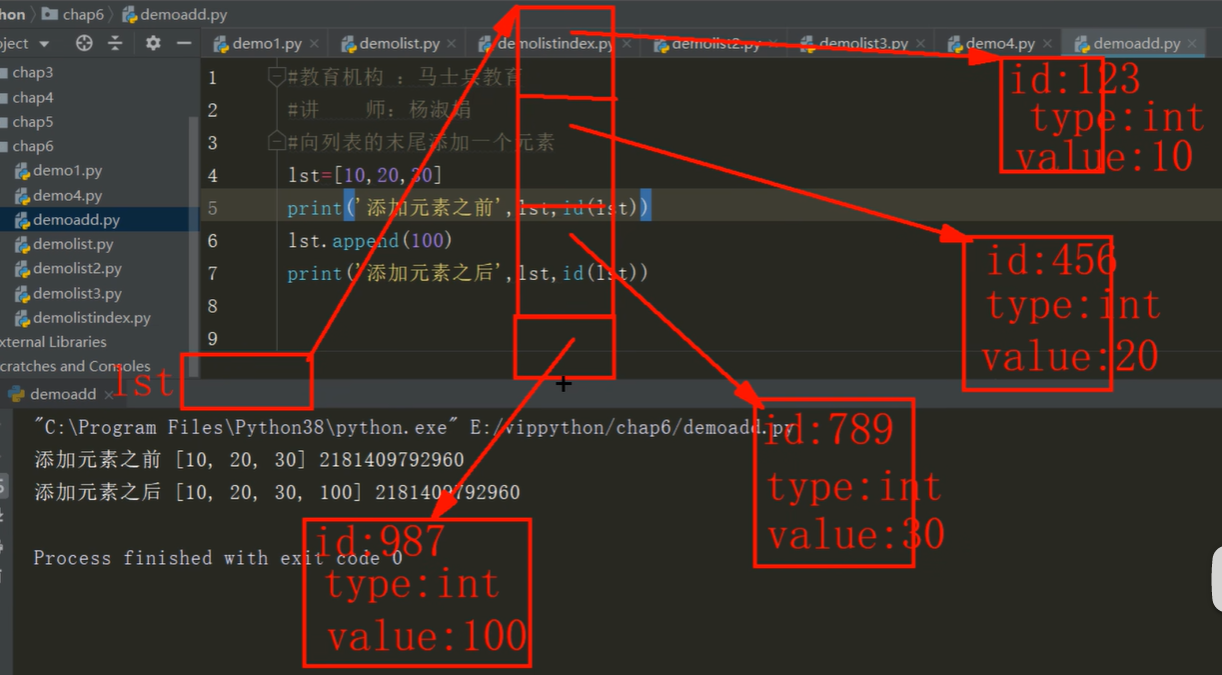 hon chap6 demoadd.py
ject
demo1.py demolist.py demolistindex.py demolist2.py demolist3.py demo4.py demoadd.py
chap3
chap4
chap5
chap6
demo1.py
demo4.py
demoadd.py
demolist.py
demolist2.py
demolist3.py
demolistindex.py
xternal Libraries
cratches and Consoles
1 #教育机构 ：马士兵教育
2 #讲 师：杨淑娟
3 #向列表的末尾添加一个元素
4 lst=[10,20,30]
5 print('添加元素之前',lst,id(lst))
6 lst.append(100)
7 print('添加元素之后',lst,id(lst))
8
9
id:123
type:int
value:10
id:456
type:int
value:20
lst
demoadd
"C:\Program Files\Python38\python.exe" E:/vippython/chap6/demoadd.py
添加元素之前 [10, 20, 30] 2181409792960
添加元素之后 [10, 20, 30, 100] 2181409792960
Process finished with exit code 0
id:789
type:int
value:30
id:987
type:int
value:100